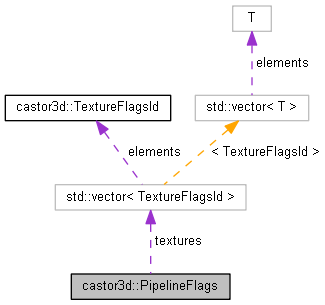 T
elements
castor3d::TextureFlagsId
std::vector< T >
elements
< TextureFlagsId >
std::vector< TextureFlagsId >
textures
castor3d::PipelineFlags